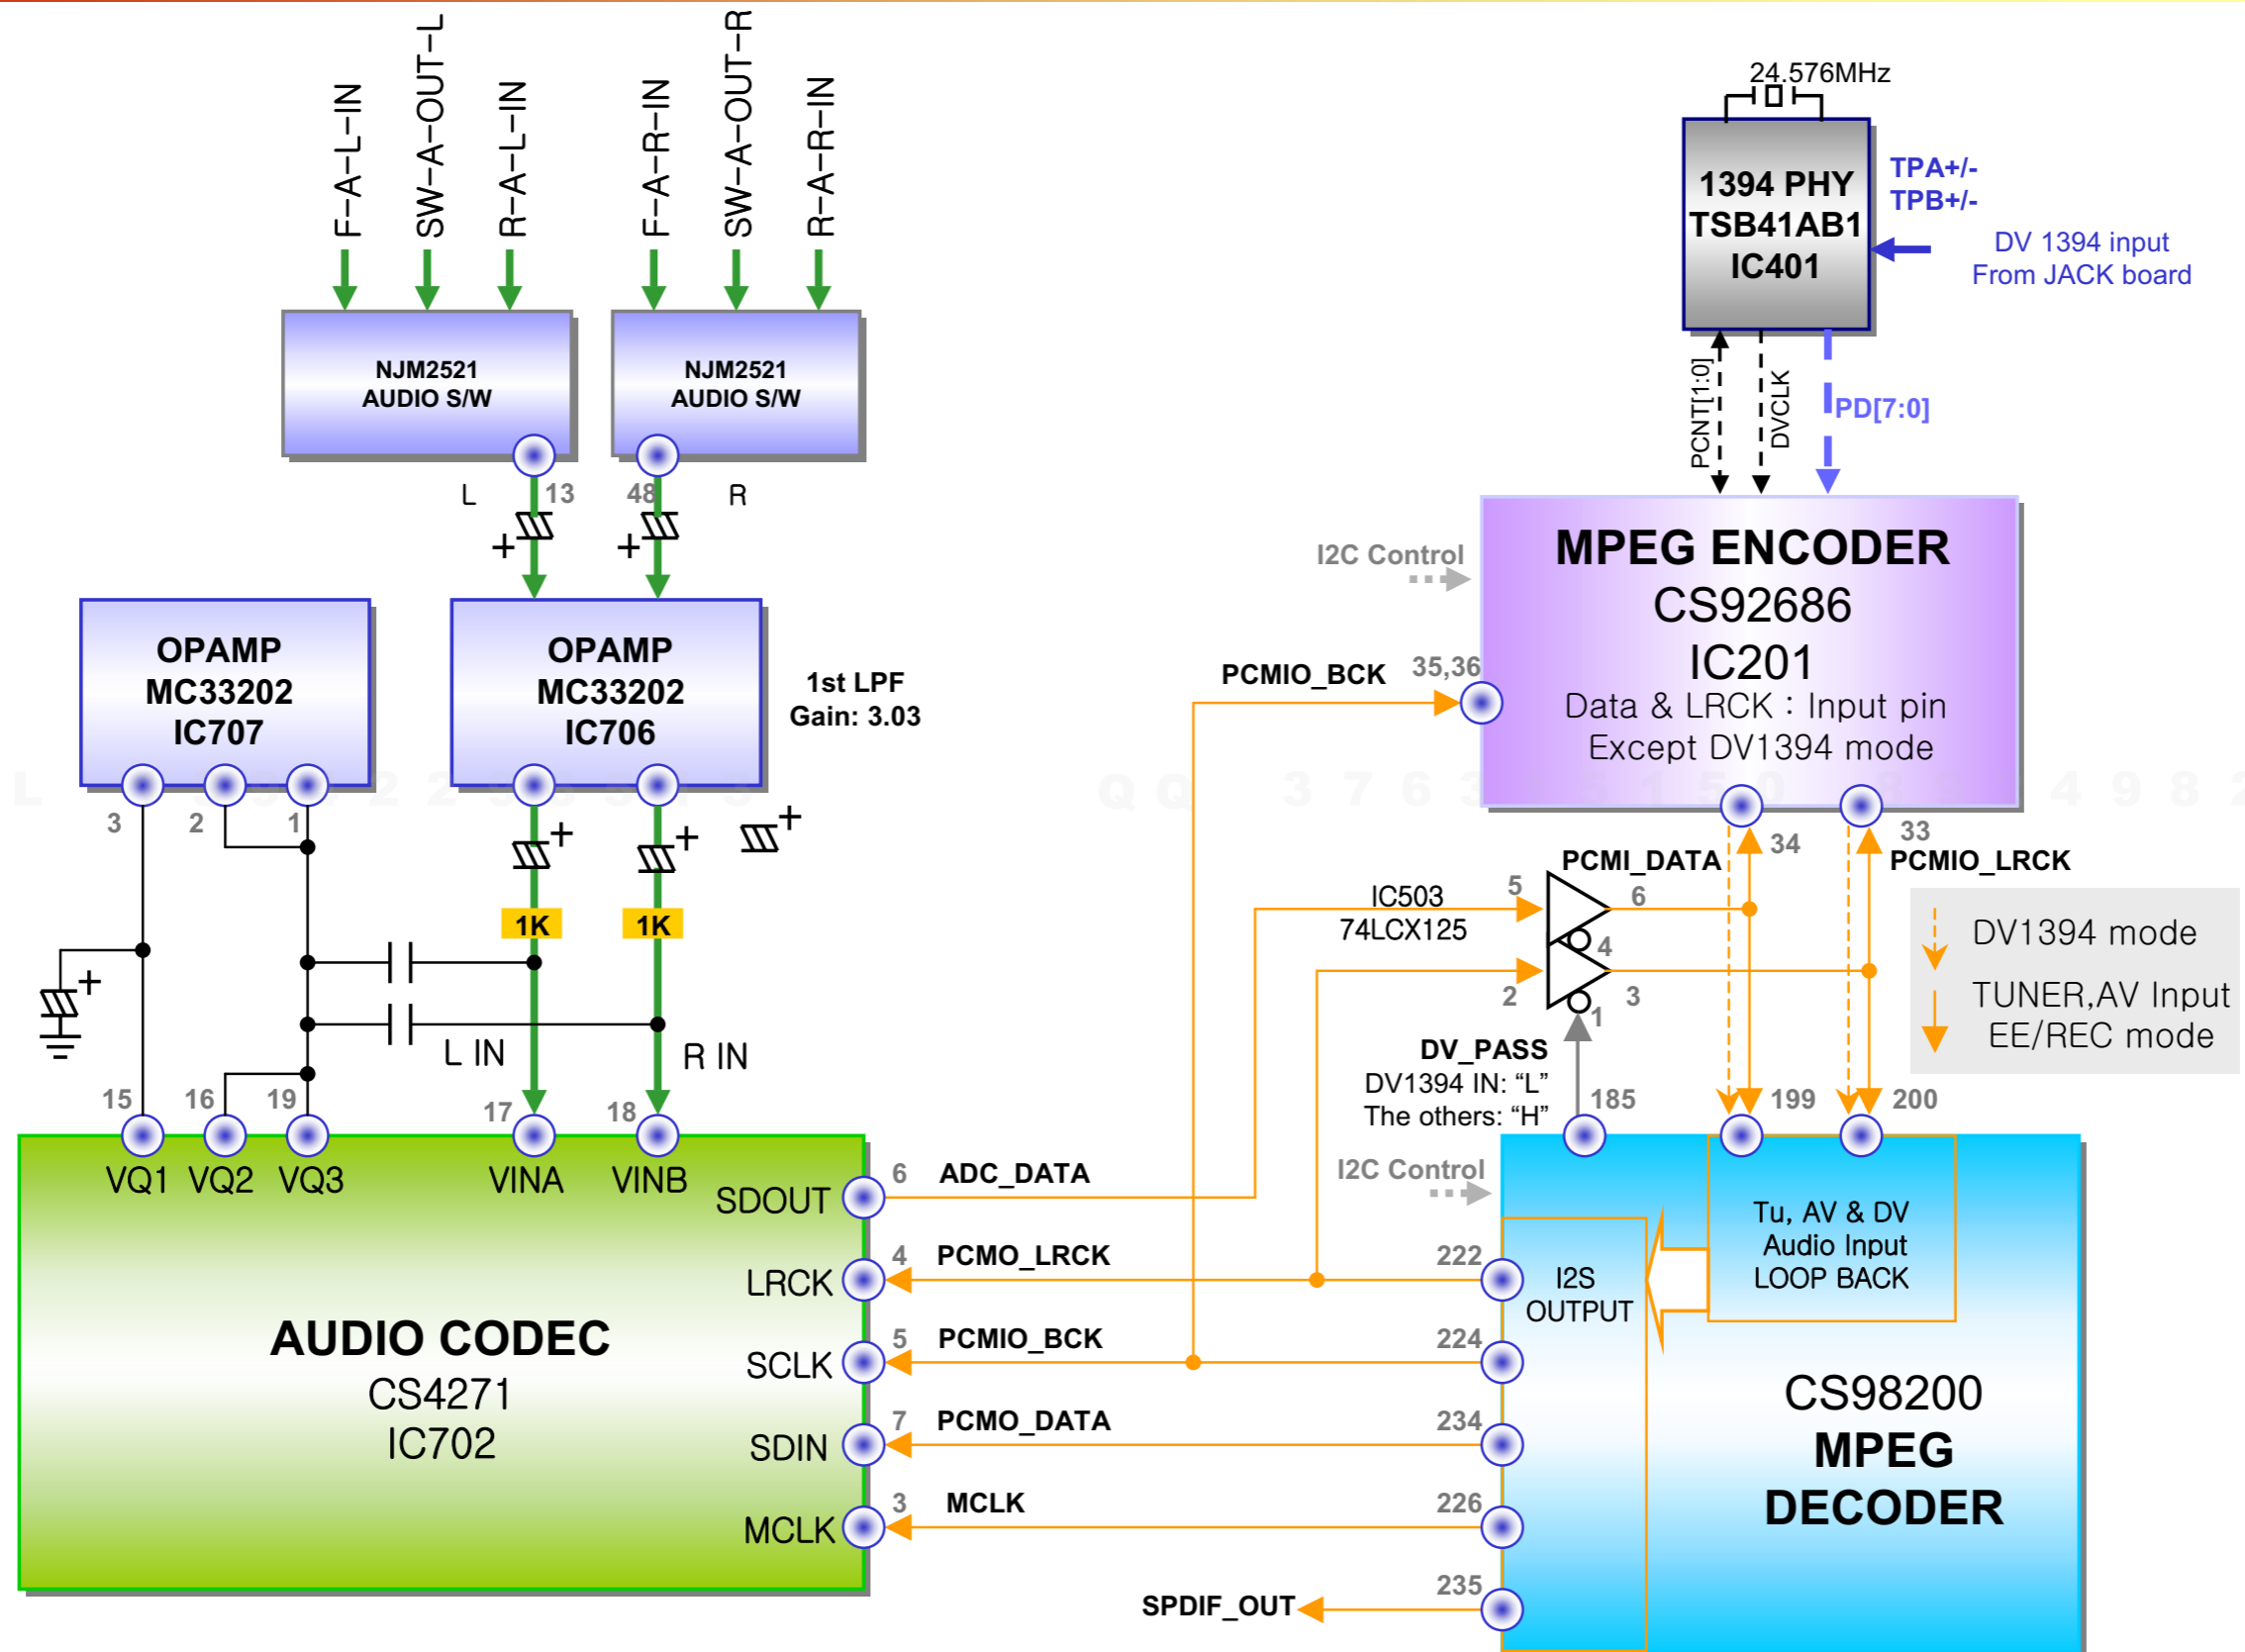 F-A-L-IN
SW-A-OUT-L
R-A-L-IN
F-A-R-IN
SW-A-OUT-R
R-A-R-IN
NJM2521
AUDIO S/W
NJM2521
AUDIO S/W
L
13
48
R
+
+
OPAMP
MC33202
IC707
OPAMP
MC33202
IC706
1st LPF
Gain: 3.03
3
2
1
+
+
+
1K
1K
+
L IN
R IN
15
16
19
17
18
VQ1
VQ2
VQ3
VINA
VINB
SDOUT
LRCK
SCLK
SDIN
MCLK
AUDIO CODEC
CS4271
IC702
6
ADC_DATA
4
PCMO_LRCK
5
PCMIO_BCK
7
PCMO_DATA
3
MCLK
SPDIF_OUT
24.576MHz
1394 PHY
TSB41AB1
IC401
TPA+/-
TPB+/-
DV 1394 input
From JACK board
PCNT[1:0]
DVCLK
PD[7:0]
I2C Control
MPEG ENCODER
CS92686
IC201
Data & LRCK : Input pin
Except DV1394 mode
PCMIO_BCK
35,36
34
33
PCMI_DATA
PCMIO_LRCK
IC503
74LCX125
5
6
4
2
3
1
DV1394 mode
TUNER,AV Input
EE/REC mode
DV_PASS
DV1394 IN: “L”
The others: “H”
185
199
200
I2C Control
222
224
234
226
235
I2S
OUTPUT
Tu, AV & DV
Audio Input
LOOP BACK
CS98200
MPEG
DECODER